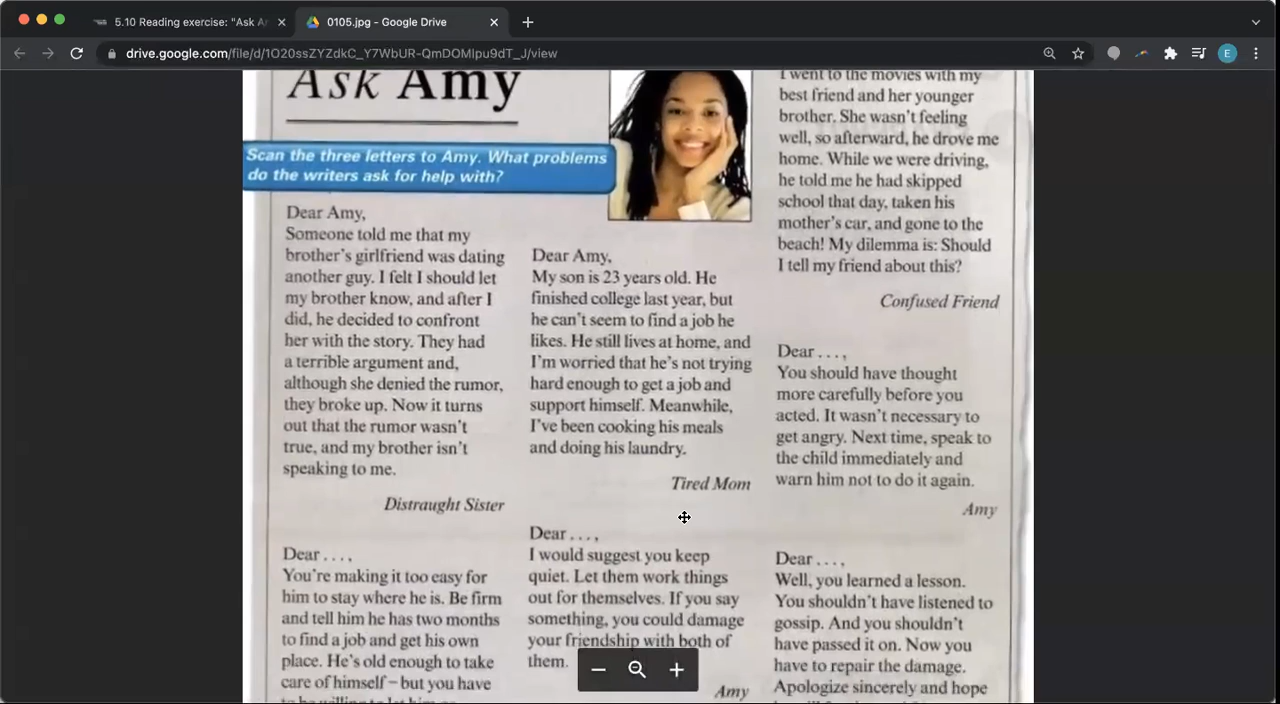 5.10 Reading exercise: "Ask A
0105.jpg - Google Drive
drive.google.com/file/d/1O20ssZYZdkC_Y7WbUR-QmDOMlpu9dT_J/view
E
Ask Amy
Scan the three letters to Amy. What problems
do the writers ask for help with?
Dear Amy,
Someone told me that my
brother's girlfriend was dating
another guy. I felt I should let
my brother know, and after I
did, he decided to confront
her with the story. They had
a terrible argument and,
although she denied the rumor,
they broke up. Now it turns
out that the rumor wasn't
true, and my brother isn't
speaking to me.
Distraught Sister
Dear . . . ,
You're making it too easy for
him to stay where he is. Be firm
and tell him he has two months
to find a job and get his own
place. He's old enough to take
care of himself – but you have
Dear Amy,
My son is 23 years old. He
finished college last year, but
he can't seem to find a job he
likes. He still lives at home, and
I'm worried that he's not trying
hard enough to get a job and
support himself. Meanwhile,
I've been cooking his meals
and doing his laundry.
Tired Mom
Dear . . . ,
I would suggest you keep
quiet. Let them work things
out for themselves. If you say
something, you could damage
your friendship with both of
them.
Amy
I went to the movies with my
best friend and her younger
brother. She wasn't feeling
well, so afterward, he drove me
home. While we were driving,
he told me he had skipped
school that day, taken his
mother's car, and gone to the
beach! My dilemma is: Should
I tell my friend about this?
Confused Friend
Dear . . . ,
You should have thought
more carefully before you
acted. It wasn't necessary to
get angry. Next time, speak to
the child immediately and
warn him not to do it again.
Amy
Dear . . . ,
Well, you learned a lesson.
You shouldn't have listened to
gossip. And you shouldn't
have passed it on. Now you
have to repair the damage.
Apologize sincerely and hope